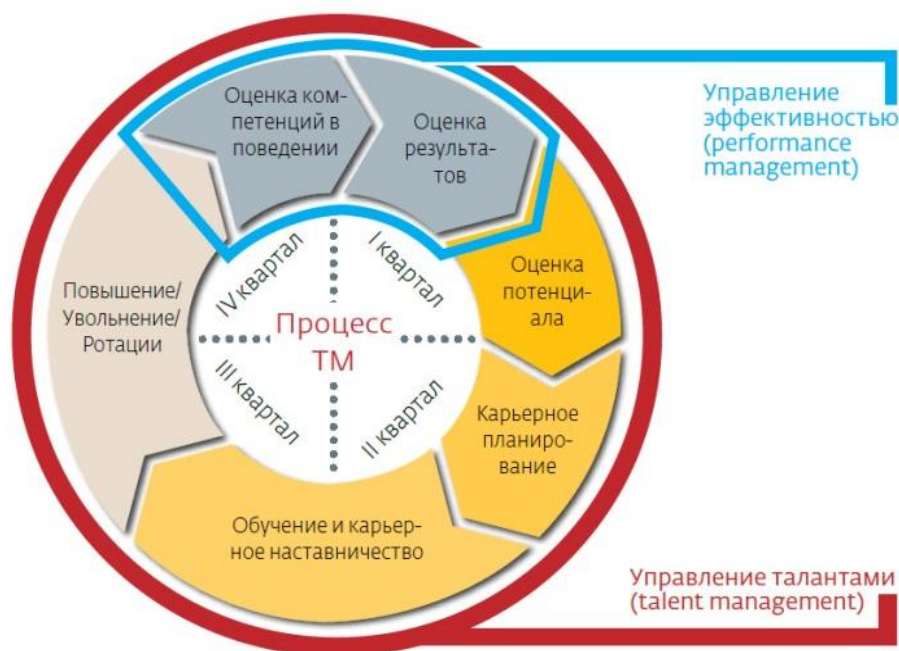 Управление
эффективностью
(performance
management)
Оценка ком-
петенций в
поведении
Оценка
результа-
тов
Оценка
потенци-
ала
Карьерное
планиро-
вание
Обучение и карьер-
ное наставничество
Повышение/
Увольнение/
Ротации
IV квартал
I квартал
Процесс
ТМ
III квартал
II квартал
Управление талантами
(talent management)